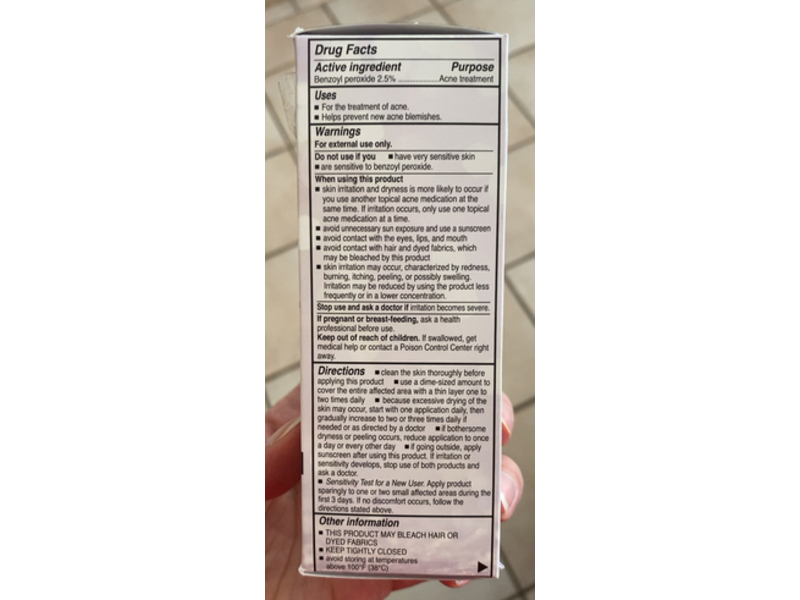 Drug Facts
Active ingredient Purpose
Benzoyl peroxide 2.5% ................Acne treatment
Uses
■ For the treatment of acne.
■ Helps prevent new acne blemishes.
Warnings
For external use only.
Do not use if you ■ have very sensitive skin
■ are sensitive to benzoyl peroxide.
When using this product
■ skin irritation and dryness is more likely to occur if
you use another topical acne medication at the
same time. If irritation occurs, only use one topical
acne medication at a time.
■ avoid unnecessary sun exposure and use a sunscreen
■ avoid contact with the eyes, lips, and mouth
■ avoid contact with hair and dyed fabrics, which
may be bleached by this product
■ skin irritation may occur, characterized by redness,
burning, itching, peeling, or possibly swelling.
Irritation may be reduced by using the product less
frequently or in a lower concentration.
Stop use and ask a doctor if irritation becomes severe.
If pregnant or breast-feeding, ask a health
professional before use.
Keep out of reach of children. If swallowed, get
medical help or contact a Poison Control Center right
away.
Directions ■ clean the skin thoroughly before
applying this product ■ use a dime-sized amount to
cover the entire affected area with a thin layer one to
two times daily ■ because excessive drying of the
skin may occur, start with one application daily, then
gradually increase to two or three times daily if
needed or as directed by a doctor ■ if bothersome
dryness or peeling occurs, reduce application to once
a day or every other day ■ if going outside, apply
sunscreen after using this product. If irritation or
sensitivity develops, stop use of both products and
ask a doctor.
■ Sensitivity Test for a New User. Apply product
sparingly to one or two small affected areas during the
first 3 days. If no discomfort occurs, follow the
directions stated above.
Other information
■ THIS PRODUCT MAY BLEACH HAIR OR
DYED FABRICS
■ KEEP TIGHTLY CLOSED
■ avoid storing at temperatures
above 100°F (38°C)